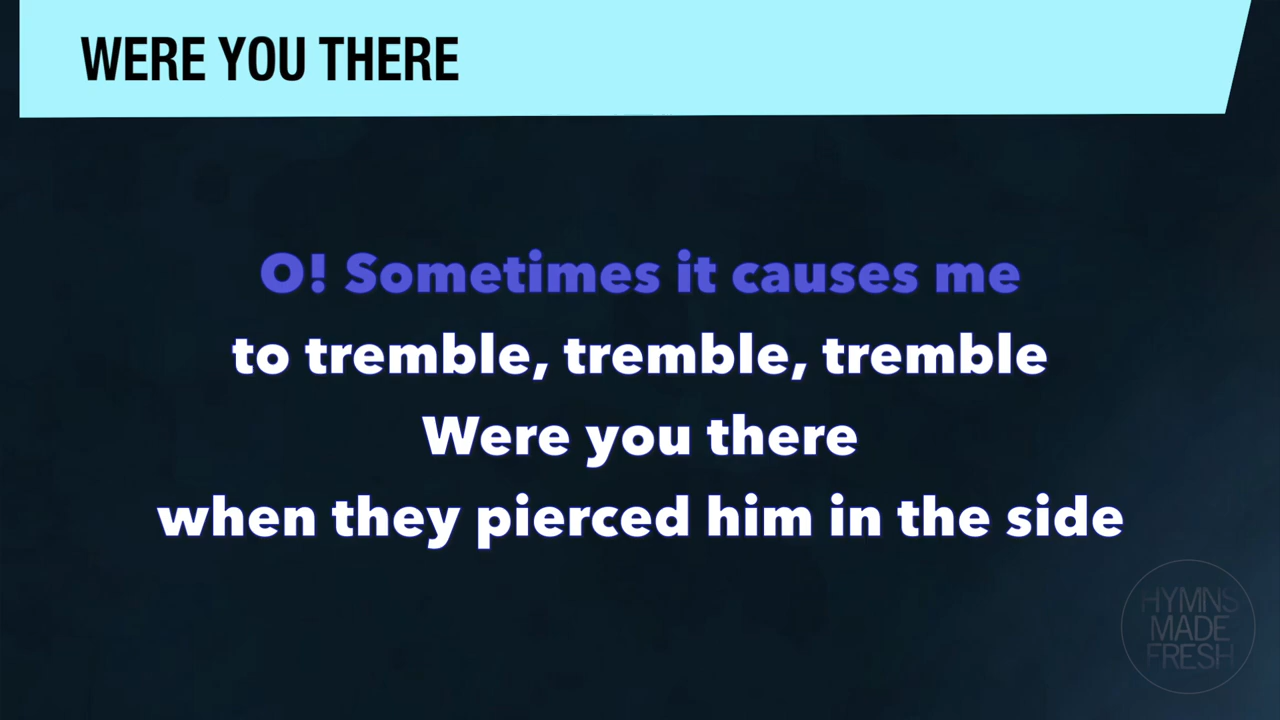 WERE YOU THERE
O! Sometimes it causes me
to tremble, tremble, tremble
Were you there
when they pierced him in the side
HYMNS
MADE
FRESH